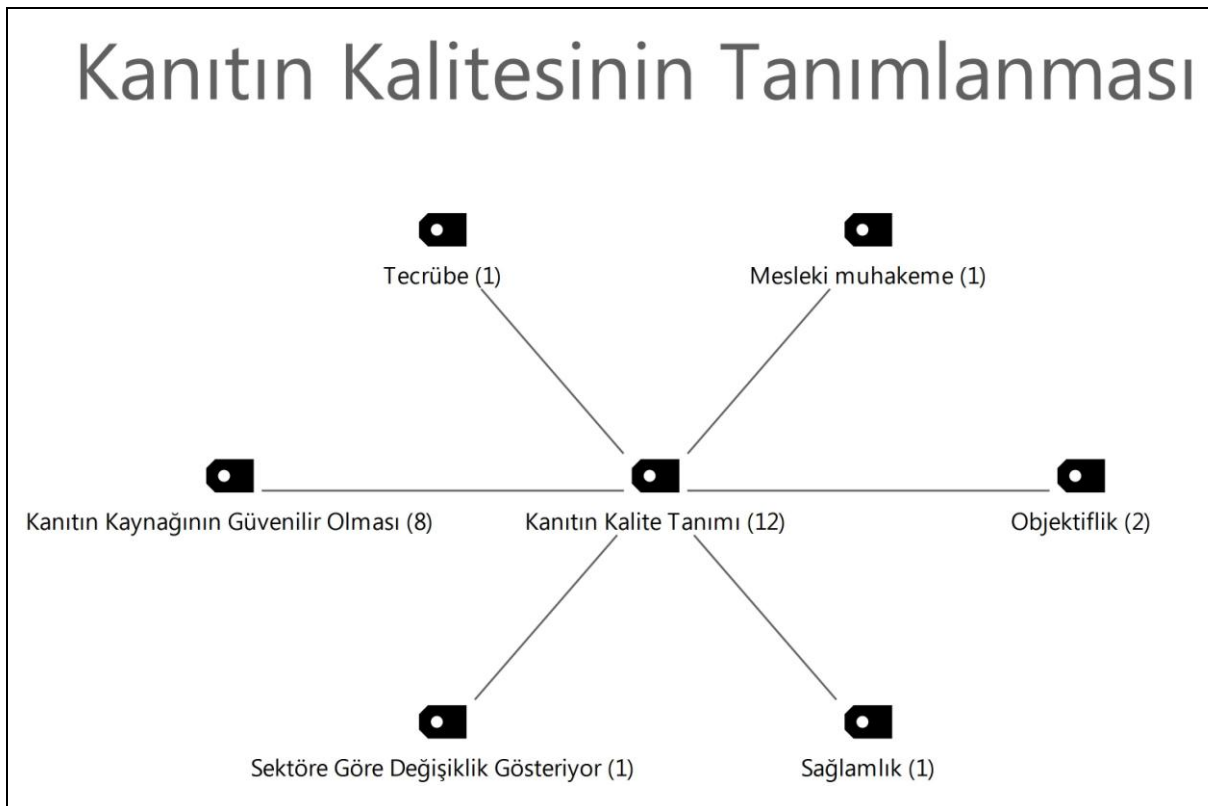 Kanıtın Kalitesinin Tanımlanması
Tecrübe (1)
Mesleki muhakeme (1)
Kanıtın Kaynağının Güvenilir Olması (8)
Kanıtın Kalite Tanımı (12)
Objektiflik (2)
Sektöre Göre Değişiklik Gösteriyor (1)
Sağlamlık (1)